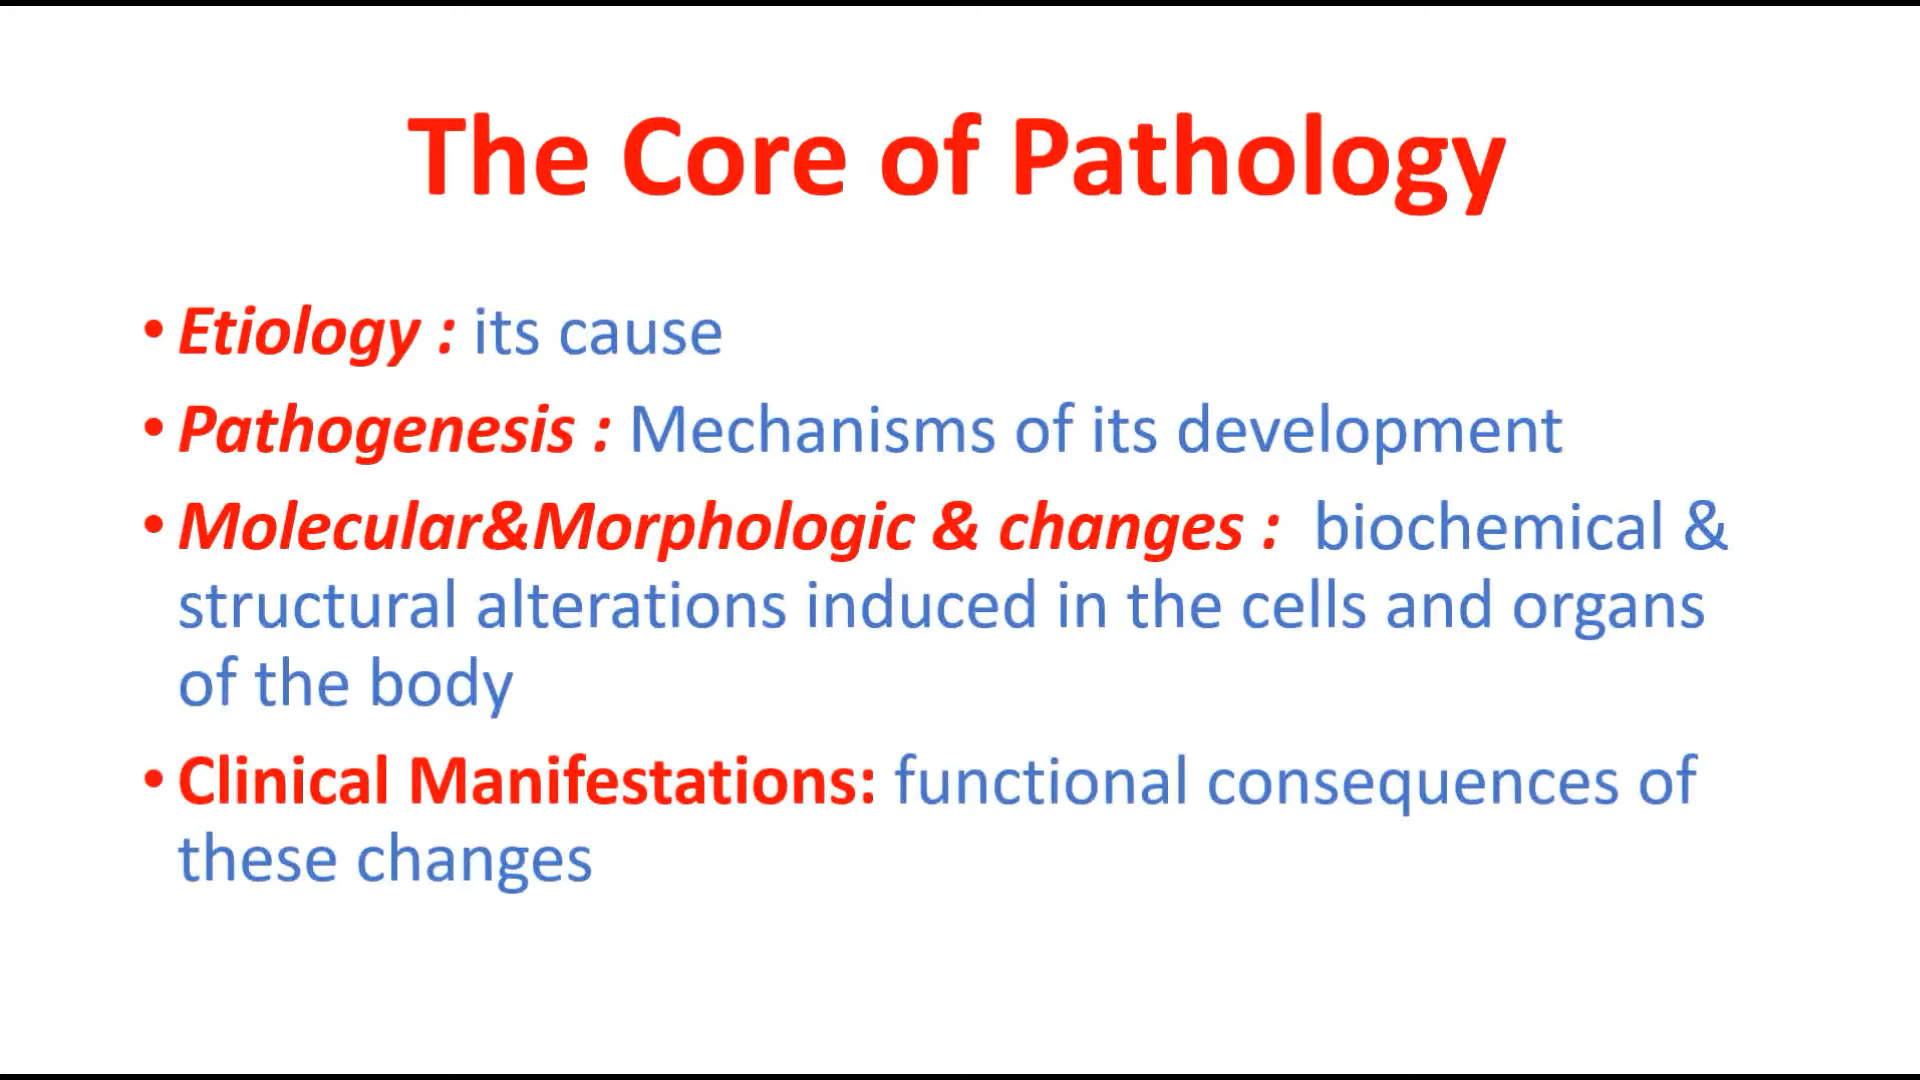 The Core of Pathology
• Etiology : its cause
• Pathogenesis : Mechanisms of its development
• Molecular&Morphologic & changes : biochemical &
structural alterations induced in the cells and organs
of the body
• Clinical Manifestations: functional consequences of
these changes